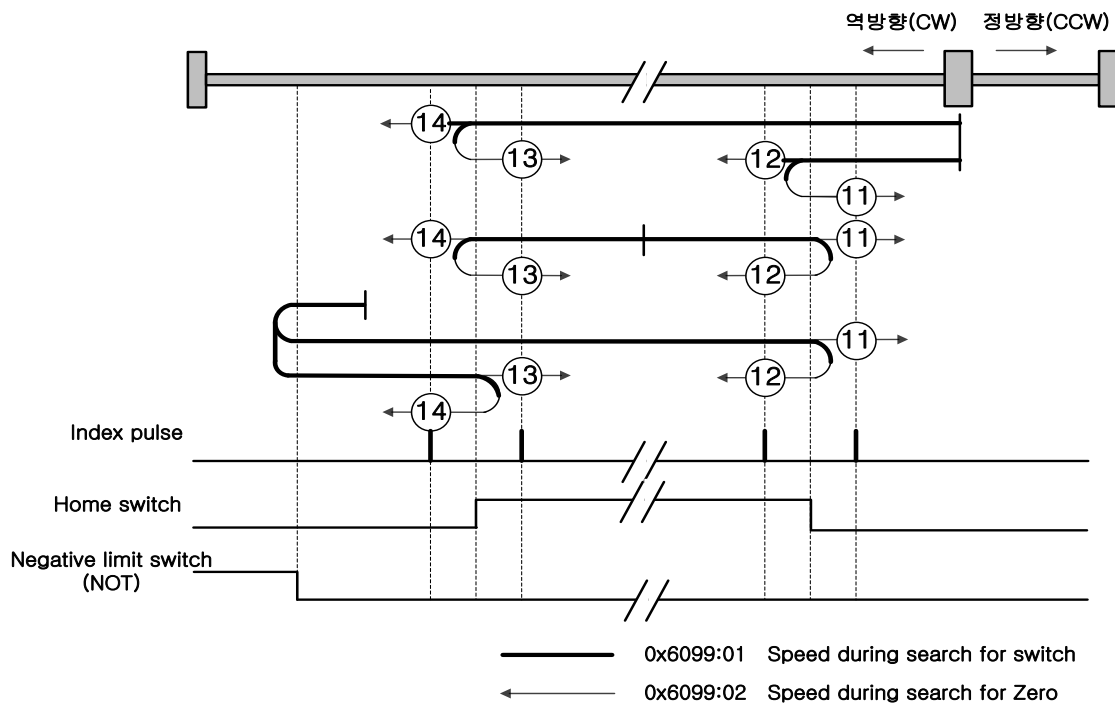 역방향(CW) 정방향(CCW)
14
13
12
11
14
11
13
12
11
13
12
14
Index pulse
Home switch
Negative limit switch
(NOT)
0x6099:01 Speed during search for switch
0x6099:02 Speed during search for Zero